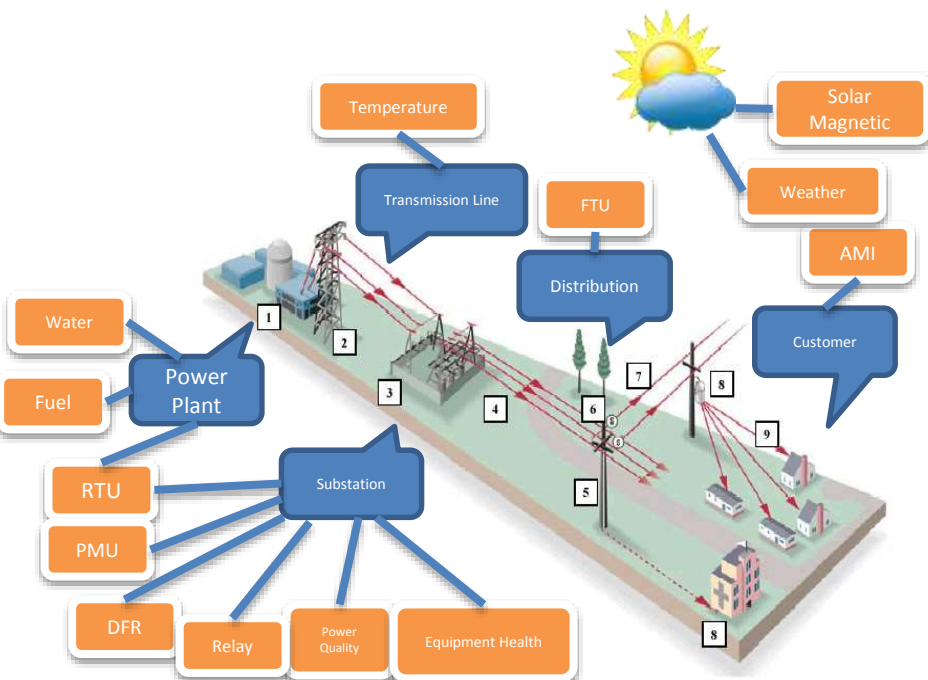 Temperature
Solar
Magnetic
Transmission Line
FTU
Weather
AMI
Distribution
Water
Power
Plant
Customer
Fuel
Substation
RTU
PMU
DFR
Relay
Power
Quality
Equipment Health
1
2
3
4
5
6
7
8
9
8
$
$